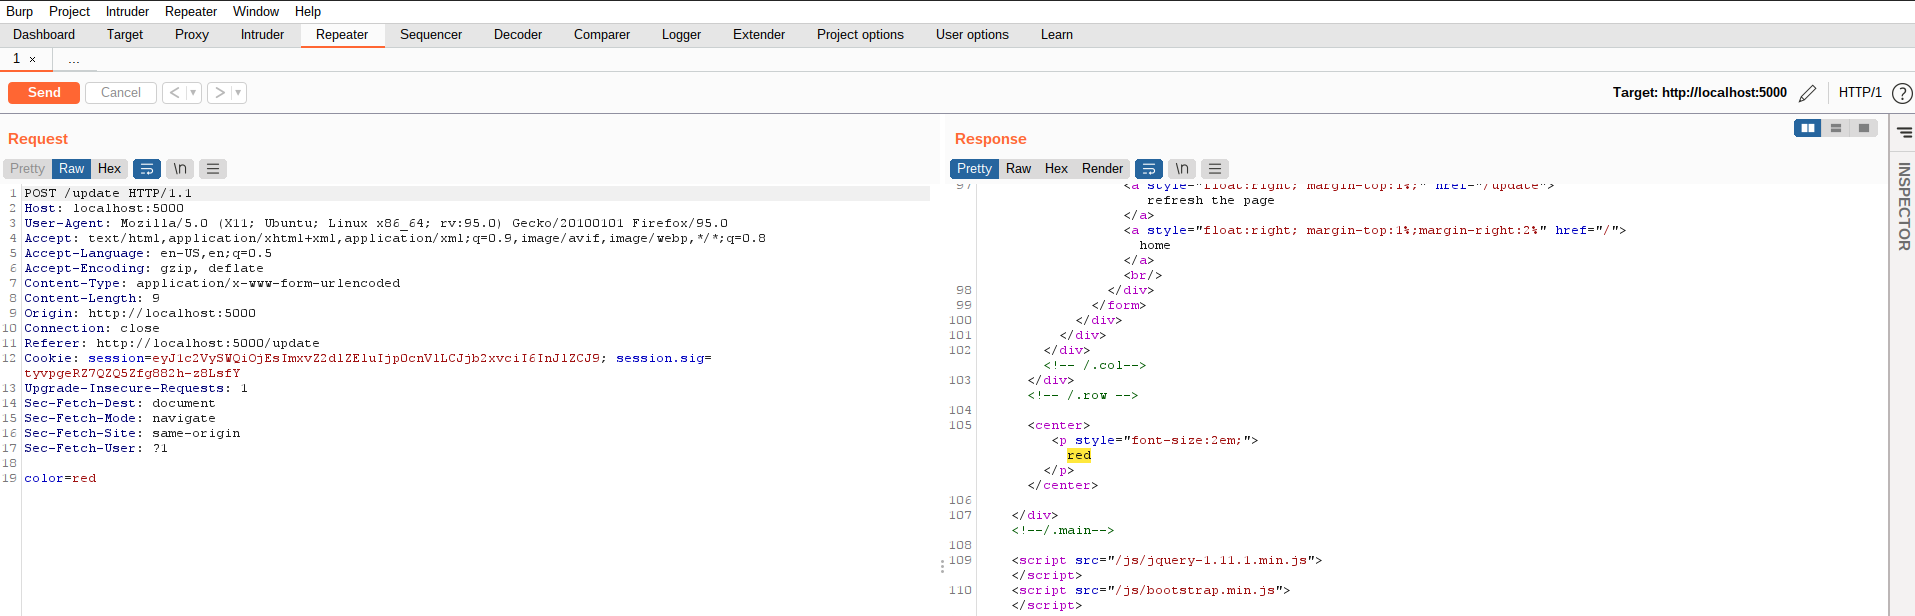 Burp Project Intruder Repeater Window Help
Dashboard Target Proxy Intruder Repeater Sequencer Decoder Comparer Logger Extender Project options User options Learn
1 × ...
Send Cancel < > Target: http://localhost:5000 HTTP/1 ?
Request
Pretty Raw Hex \n
1 POST /update HTTP/1.1
2 Host: localhost:5000
3 User-Agent: Mozilla/5.0 (X11; Ubuntu; Linux x86_64; rv:95.0) Gecko/20100101 Firefox/95.0
4 Accept: text/html,application/xhtml+xml,application/xml;q=0.9,image/avif,image/webp,*/*;q=0.8
5 Accept-Language: en-US,en;q=0.5
6 Accept-Encoding: gzip, deflate
7 Content-Type: application/x-www-form-urlencoded
8 Content-Length: 9
9 Origin: http://localhost:5000
10 Connection: close
11 Referer: http://localhost:5000/update
12 Cookie: session=eyJ1c2VySWQiOjEsImxvZ2dlZEluIjp0cnVlLCJjb2xvciI6InJlZCJ9; session.sig=
tyvpgeRZ7QZQ5Zfg882h-z8LsfY
13 Upgrade-Insecure-Requests: 1
14 Sec-Fetch-Dest: document
15 Sec-Fetch-Mode: navigate
16 Sec-Fetch-Site: same-origin
17 Sec-Fetch-User: ?1
18
19 color=red
Response
Pretty Raw Hex Render \n
97 <a style="float:right; margin-top:1%;" href="/update">
refresh the page
</a>
<a style="float:right; margin-top:1%;margin-right:2%" href="/">
home
</a>
<br/>
98 </div>
99 </form>
100 </div>
101 </div>
102 </div>
<!-- /.col-->
103 </div>
<!-- /.row -->
104
105 <center>
<p style="font-size:2em;">
red
</p>
</center>
106
107 </div>
<!--/.main-->
108
109 <script src="/js/jquery-1.11.1.min.js">
</script>
110 <script src="/js/bootstrap.min.js">
</script>
INSPECTOR